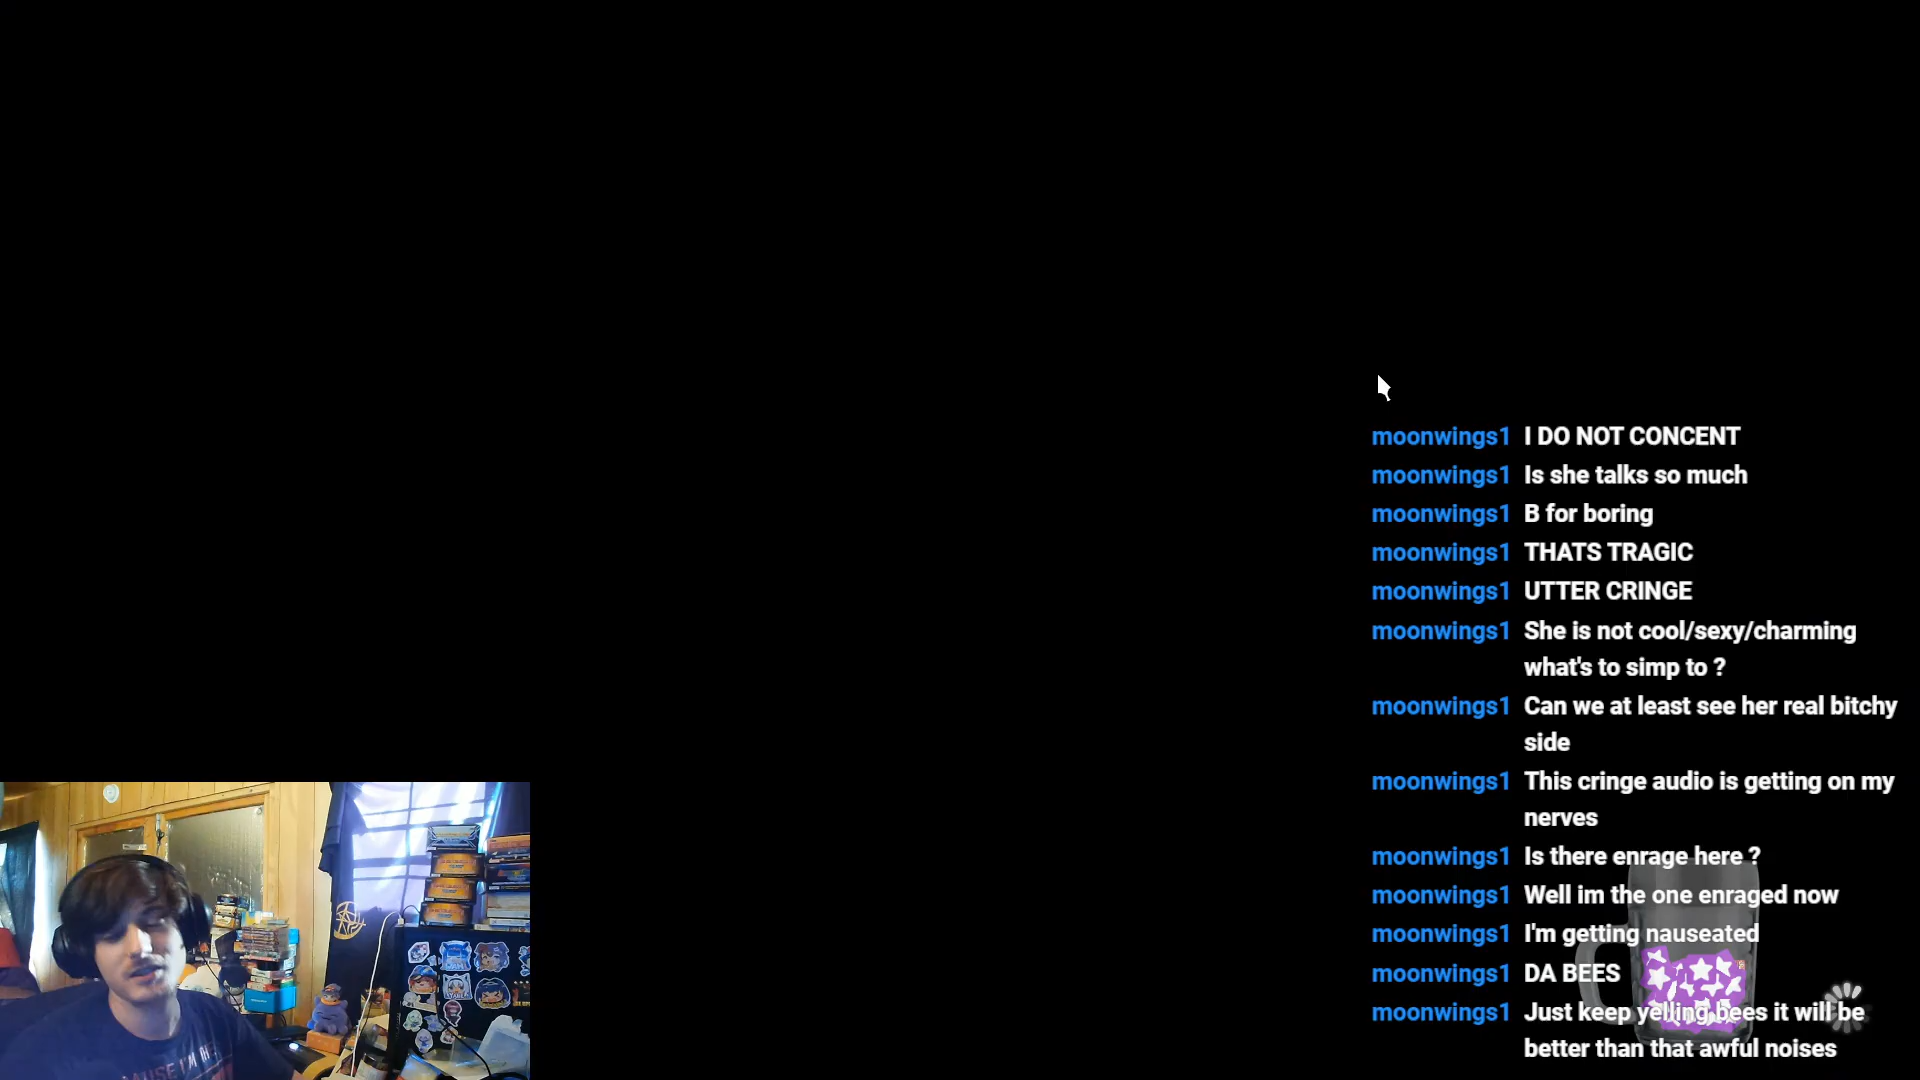 moonwings1 I DO NOT CONCENT
moonwings1 Is she talks so much
moonwings1 B for boring
moonwings1 THATS TRAGIC
moonwings1 UTTER CRINGE
moonwings1 She is not cool/sexy/charming
what's to simp to ?
moonwings1 Can we at least see her real bitchy
side
moonwings1 This cringe audio is getting on my
nerves
moonwings1 Is there enrage here ?
moonwings1 Well im the one enraged now
moonwings1 I'm getting nauseated
moonwings1 DA BEES
moonwings1 Just keep yelling bees it will be
better than that awful noises